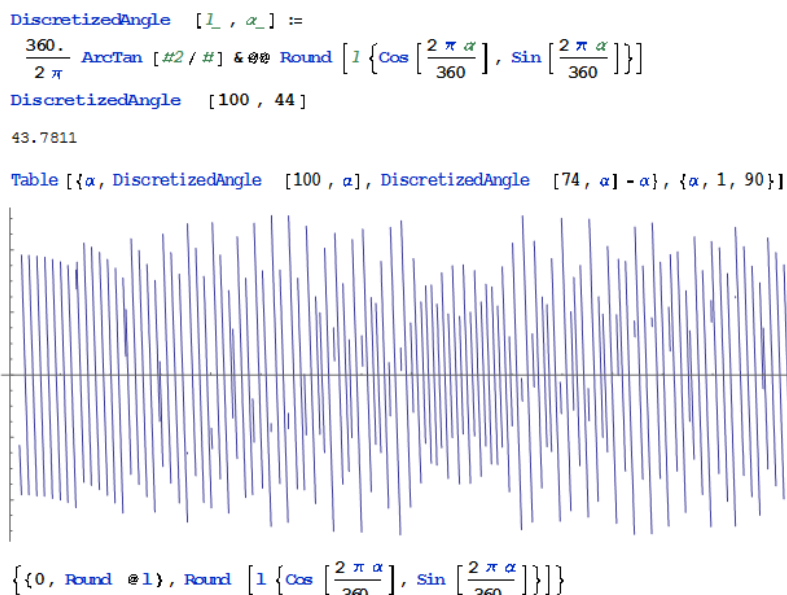 DiscretizedAngle [l_ , α_] :=
360. / 2 π ArcTan [#2 / #] & @@ Round [l {Cos [2 π α / 360] , Sin [2 π α / 360]}]
DiscretizedAngle [100 , 44]
43.7811
Table [{α, DiscretizedAngle [100 , α], DiscretizedAngle [74 , α] - α}, {α, 1, 90}]
{{0, Round @l}, Round [l {Cos [2 π α / 360] , Sin [2 π α / 360]}]}